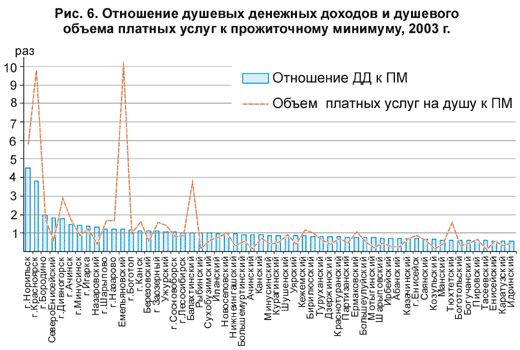 Рис. 6. Отношение душевых денежных доходов и душевого
объема платных услуг к прожиточному минимуму, 2003 г.
раз
10
9
8
7
6
5
4
3
2
1
Отношение ДД к ПМ
Объем платных услуг на душу к ПМ
г.Норильск
г.Красноярск
г.Бородино
СевероЕнисейский
г.Дивногорск
г.Ачинск
г.Минусинск
г.Игарка
Назаровский
г.Шарыпово
г.Назарово
Емельяновский
г.Боготол
г.Канск
Березовский
г.Заозерный
Ужурский
г.Сосновоборск
г.Лесосибирск
Балахтинский
Рыбинский
Сухобузимский
Иланский
Новоселовский
Нижнеингашский
Большемуртинский
Ачинский
Канский
Минусинский
Курагинский
Шушенский
Уярский
Кежемский
Бирилюсский
Туруханский
Дзержинский
Краснотуранский
Партизанский
Ермаковский
Большеулуйский
Мотыгинский
Шарыповский
Ирбейский
Абанский
Казачинский
г.Енисейск
Саянский
Козульский
Манский
Тюхтетский
Боготольский
Богучанский
Пировский
Тасеевский
Енисейский
Каратузский
Идринский